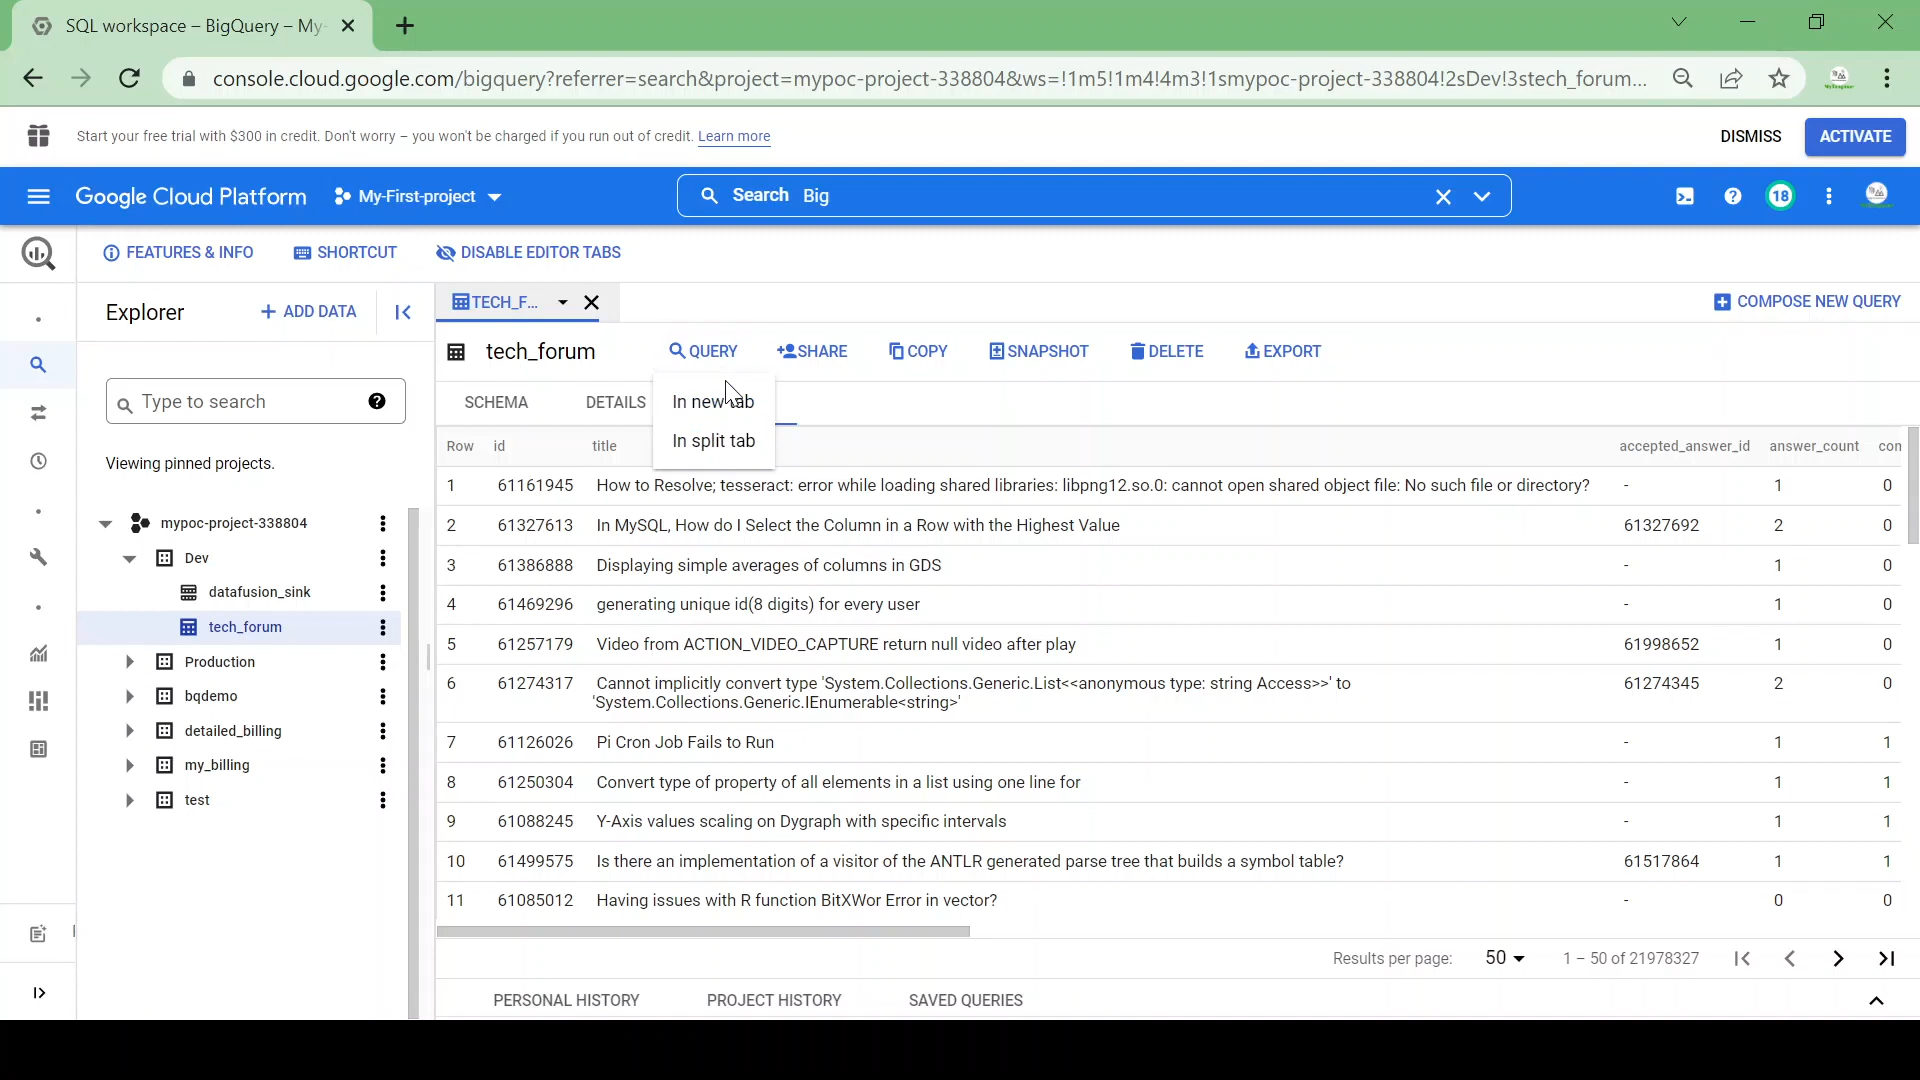 SQL workspace – BigQuery – My-
console.cloud.google.com/bigquery?referrer=search&project=mypoc-project-338804&ws=!1m5!1m4!4m3!1smypoc-project-338804!2sDev!3stech_forum...
Start your free trial with $300 in credit. Don't worry – you won't be charged if you run out of credit. Learn more
DISMISS
ACTIVATE
Google Cloud Platform
My-First-project
Search Big
18
FEATURES & INFO
SHORTCUT
DISABLE EDITOR TABS
Explorer
+ ADD DATA
TECH_F...
COMPOSE NEW QUERY
tech_forum
QUERY
SHARE
COPY
SNAPSHOT
DELETE
EXPORT
Type to search
SCHEMA
DETAILS
In new tab
In split tab
Viewing pinned projects.
mypoc-project-338804
Dev
datafusion_sink
tech_forum
Production
bqdemo
detailed_billing
my_billing
test
Row id title accepted_answer_id answer_count con
1 61161945 How to Resolve; tesseract: error while loading shared libraries: libpng12.so.0: cannot open shared object file: No such file or directory? - 1 0
2 61327613 In MySQL, How do I Select the Column in a Row with the Highest Value 61327692 2 0
3 61386888 Displaying simple averages of columns in GDS - 1 0
4 61469296 generating unique id(8 digits) for every user - 1 0
5 61257179 Video from ACTION_VIDEO_CAPTURE return null video after play 61998652 1 0
6 61274317 Cannot implicitly convert type 'System.Collections.Generic.List<<anonymous type: string Access>>' to 61274345 2 0
'System.Collections.Generic.IEnumerable<string>'
7 61126026 Pi Cron Job Fails to Run - 1 1
8 61250304 Convert type of property of all elements in a list using one line for - 1 1
9 61088245 Y-Axis values scaling on Dygraph with specific intervals - 1 1
10 61499575 Is there an implementation of a visitor of the ANTLR generated parse tree that builds a symbol table? 61517864 1 1
11 61085012 Having issues with R function BitXWor Error in vector? - 0 0
Results per page: 50 1 – 50 of 21978327
PERSONAL HISTORY
PROJECT HISTORY
SAVED QUERIES